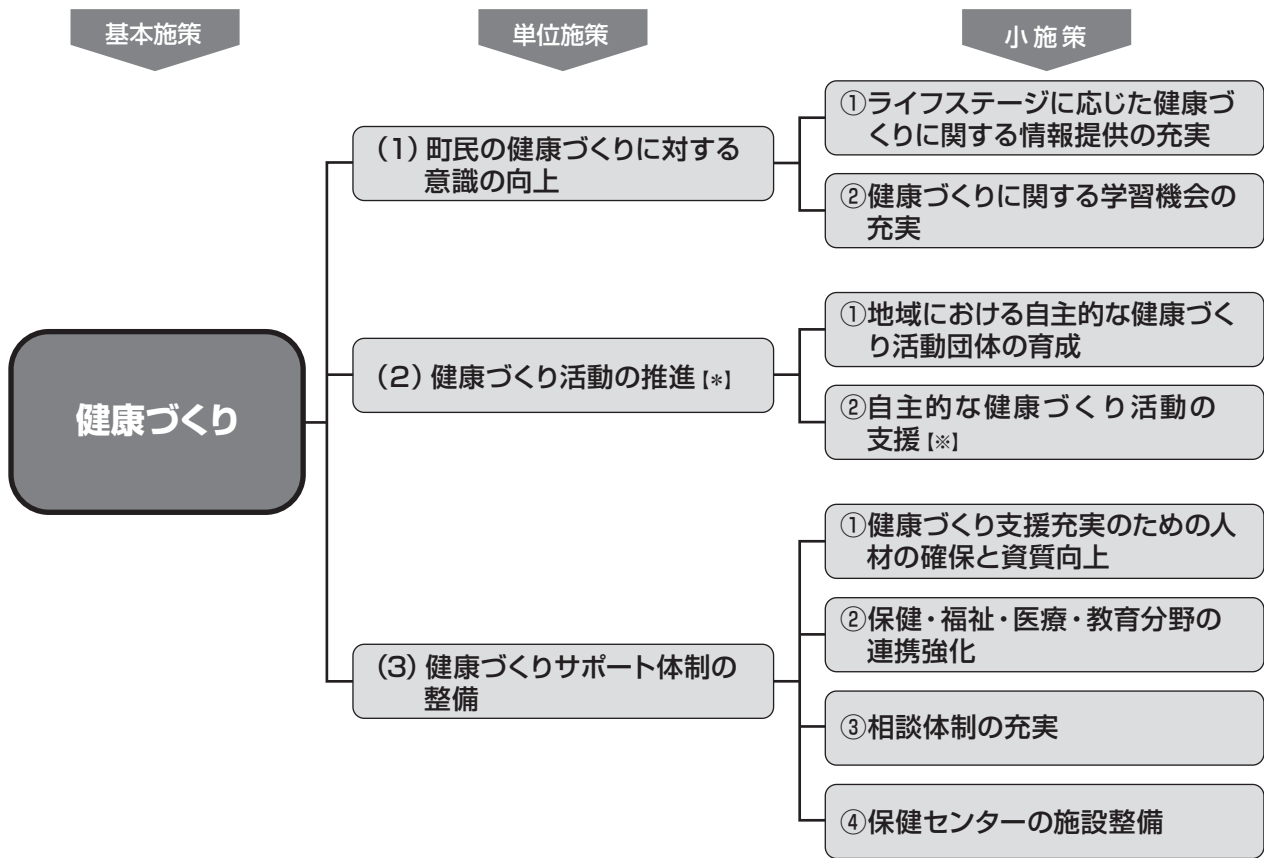 基本施策
単位施策
小施策
健康づくり
(1)町民の健康づくりに対する
意識の向上
①ライフステージに応じた健康づ
くりに関する情報提供の充実
②健康づくりに関する学習機会の
充実
(2)健康づくり活動の推進【*】
①地域における自主的な健康づく
り活動団体の育成
②自主的な健康づくり活動の
支援【※】
(3)健康づくりサポート体制の
整備
①健康づくり支援充実のための人
材の確保と資質向上
②保健・福祉・医療・教育分野の
連携強化
③相談体制の充実
④保健センターの施設整備